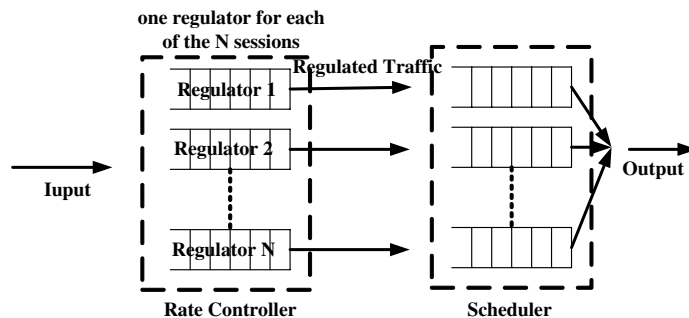 one regulator for each
of the N sessions
Regulated Traffic
Regulator 1
Regulator 2
Iuput
Output
Regulator N
Rate Controller
Scheduler